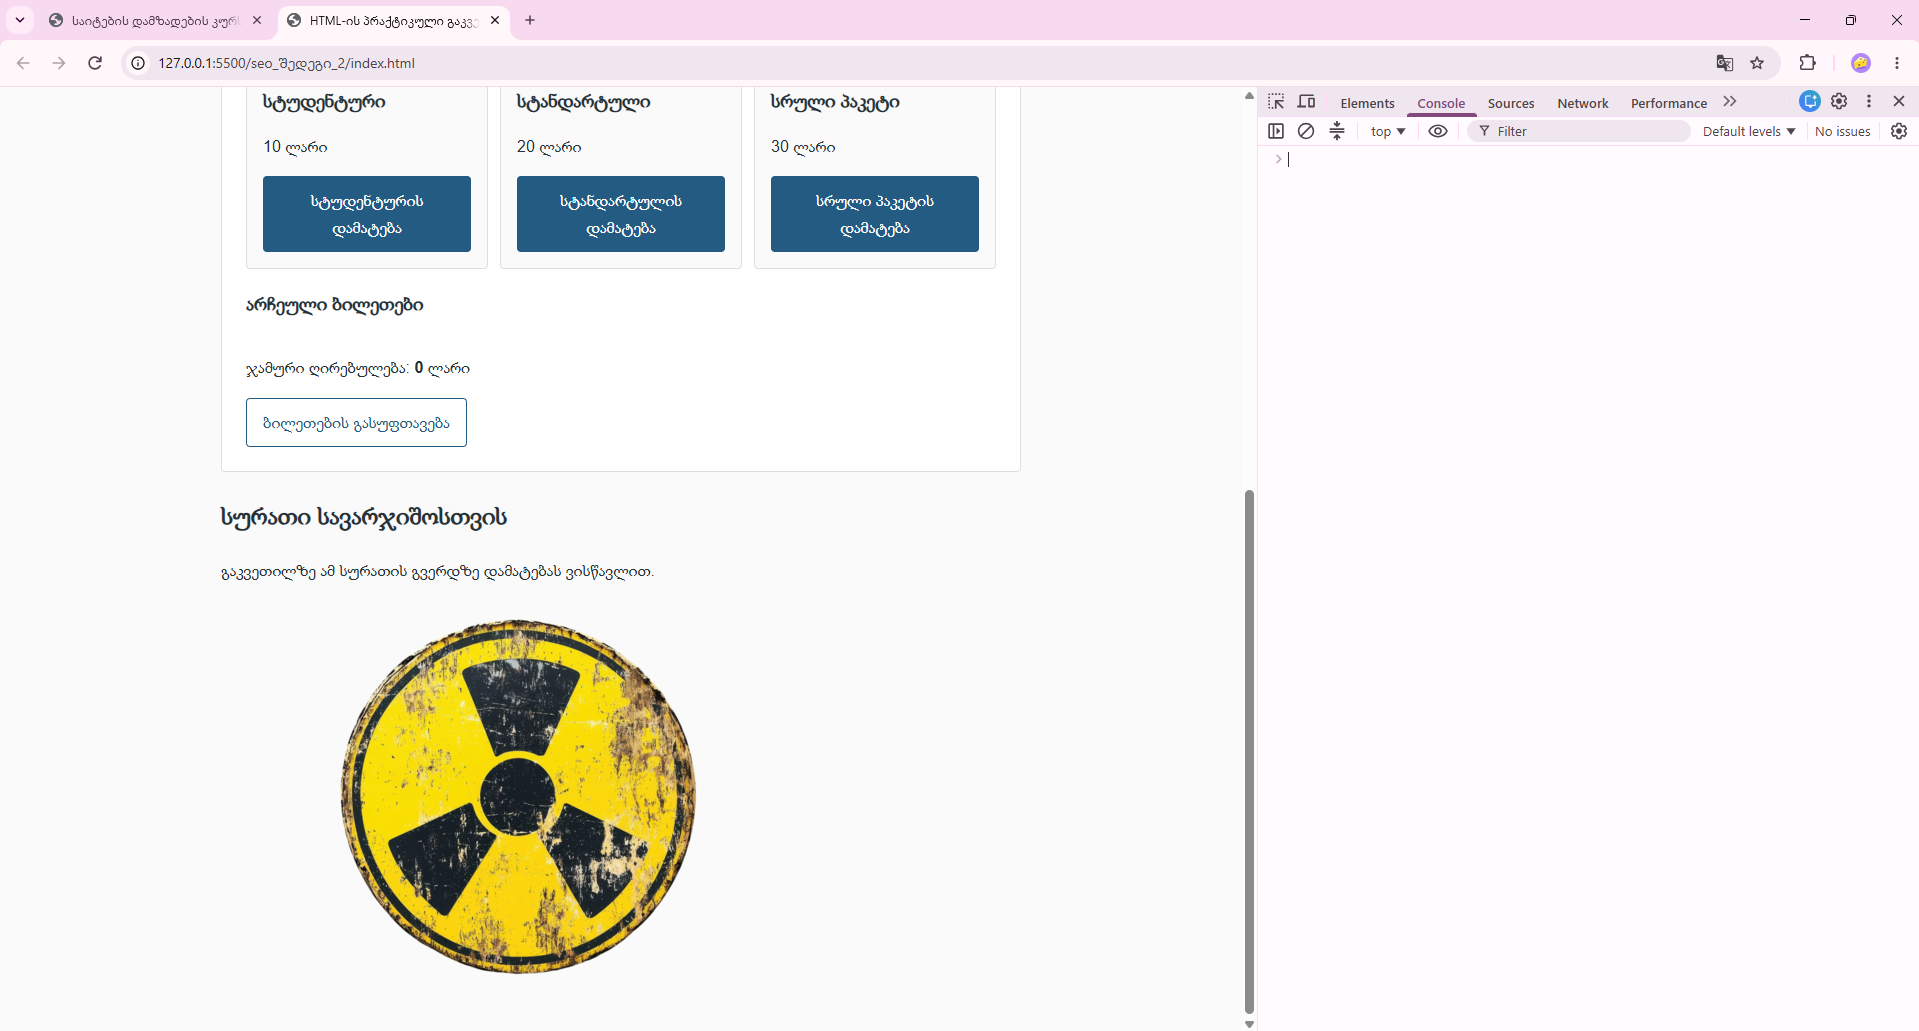 საიტების დამზადების კურს
HTML-ის პრაქტიკული გაკვე
127.0.0.1:5500/seo_შედეგი_2/index.html
Elements Console Sources Network Performance
top Filter Default levels No issues
სტუდენტური
10 ლარი
სტუდენტურის
დამატება
სტანდარტული
20 ლარი
სტანდარტულის
დამატება
სრული პაკეტი
30 ლარი
სრული პაკეტის
დამატება
არჩეული ბილეთები
ჯამური ღირებულება: 0 ლარი
ბილეთების გასუფთავება
სურათი სავარჯიშოსთვის
გაკვეთილზე ამ სურათის გვერდზე დამატებას ვისწავლით.